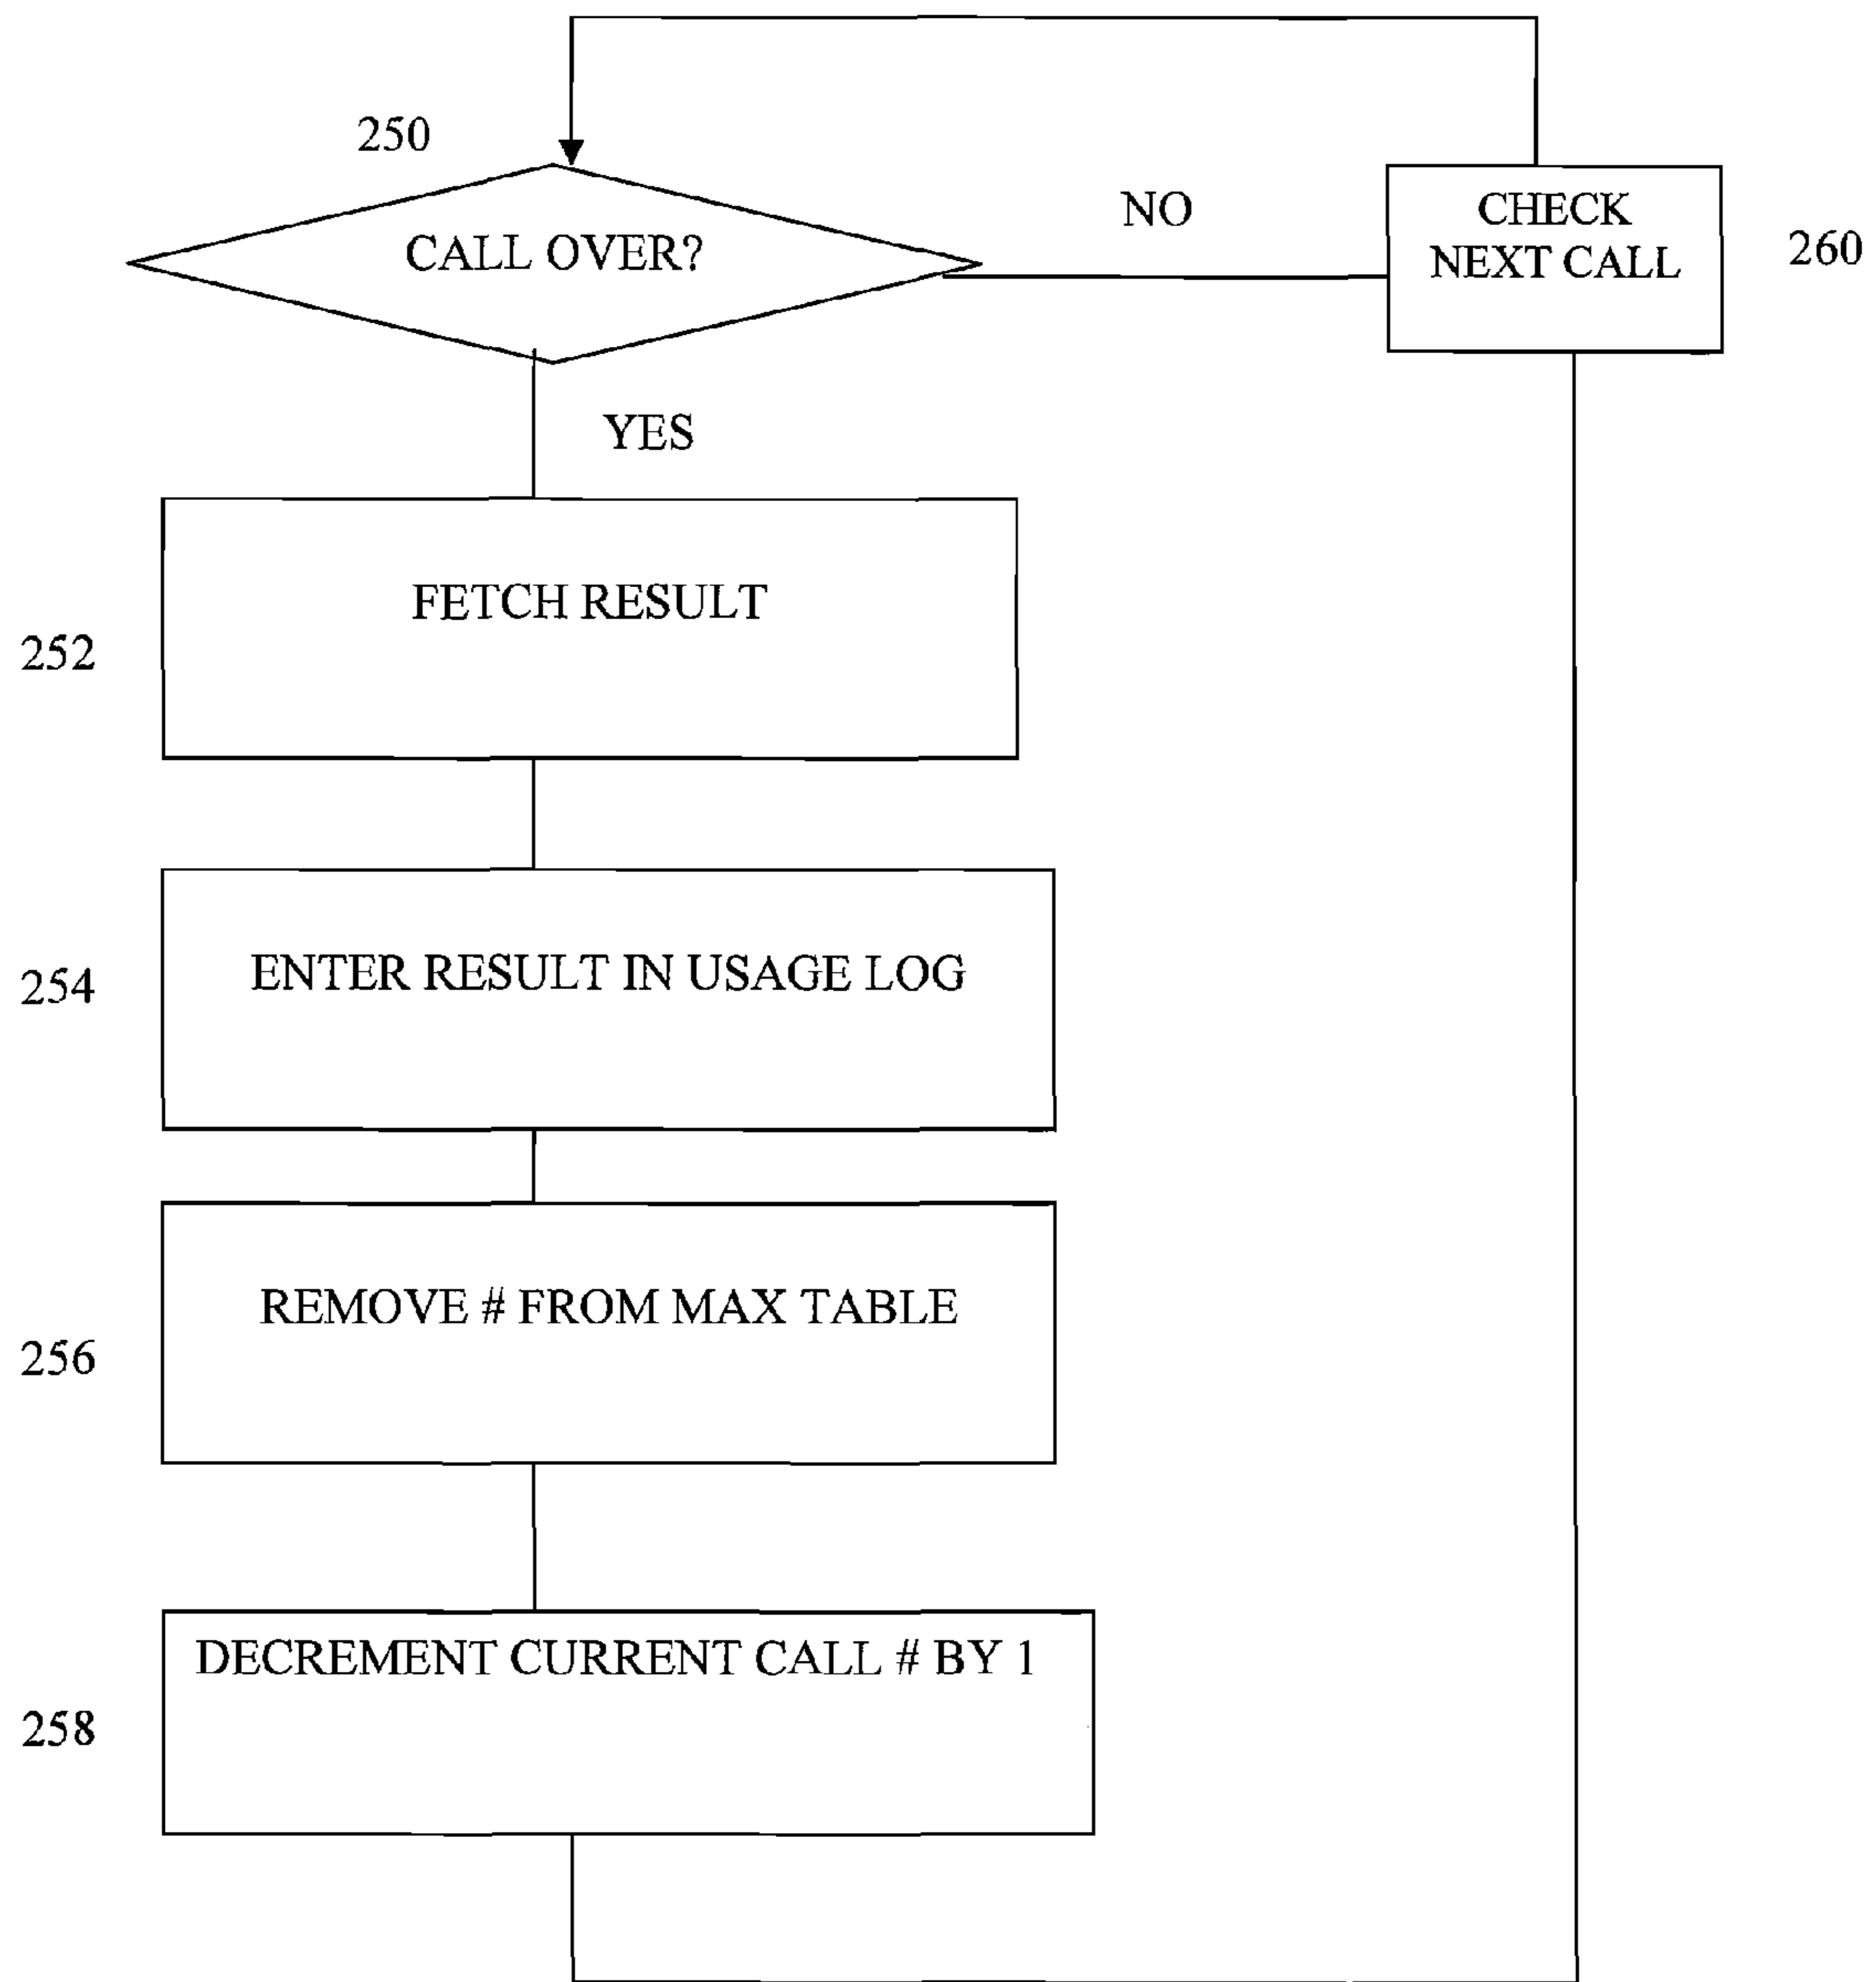 250
CALL OVER?
NO
CHECK
NEXT CALL
260
YES
FETCH RESULT
252
ENTER RESULT IN USAGE LOG
254
REMOVE # FROM MAX TABLE
256
DECREMENT CURRENT CALL # BY 1
258